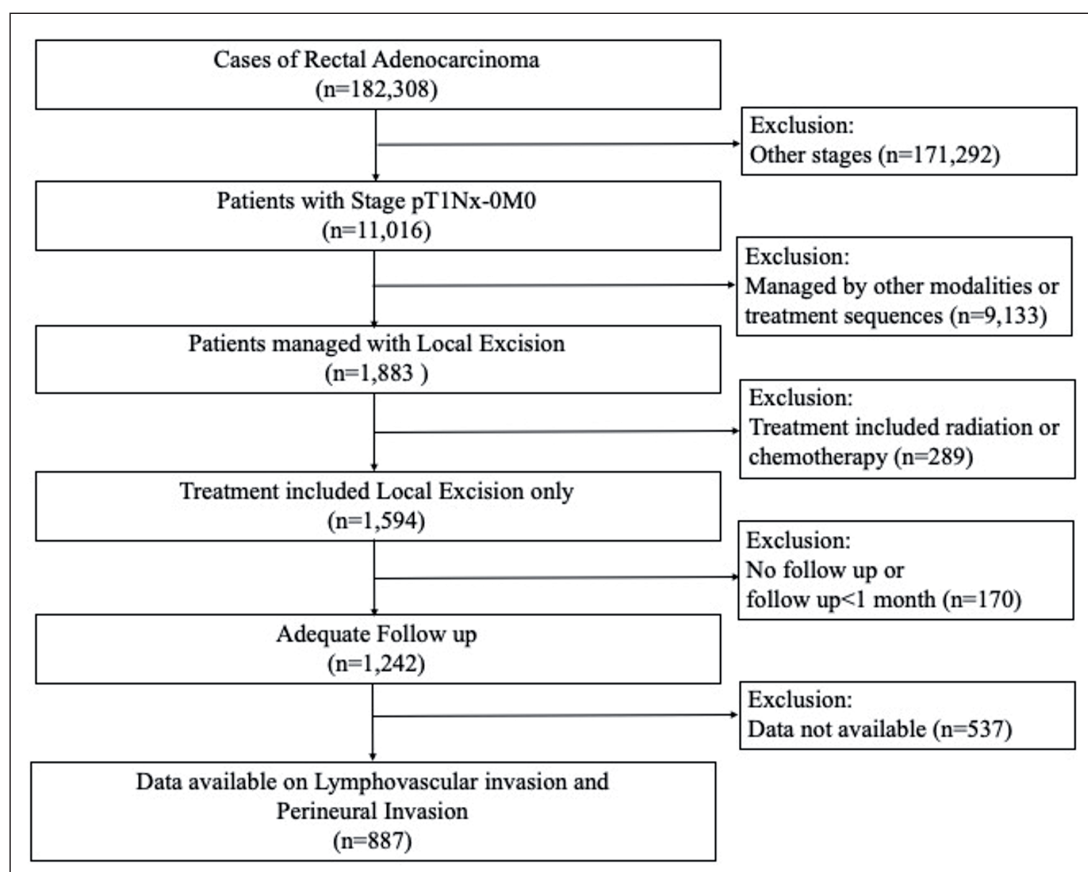 Cases of Rectal Adenocarcinoma
(n=182,308)
Exclusion:
Other stages (n=171,292)
Patients with Stage pT1Nx-0M0
(n=11,016)
Exclusion:
Managed by other modalities or
treatment sequences (n=9,133)
Patients managed with Local Excision
(n=1,883 )
Exclusion:
Treatment included radiation or
chemotherapy (n=289)
Treatment included Local Excision only
(n=1,594)
Exclusion:
No follow up or
follow up<1 month (n=170)
Adequate Follow up
(n=1,242)
Exclusion:
Data not available (n=537)
Data available on Lymphovascular invasion and
Perineural Invasion
(n=887)